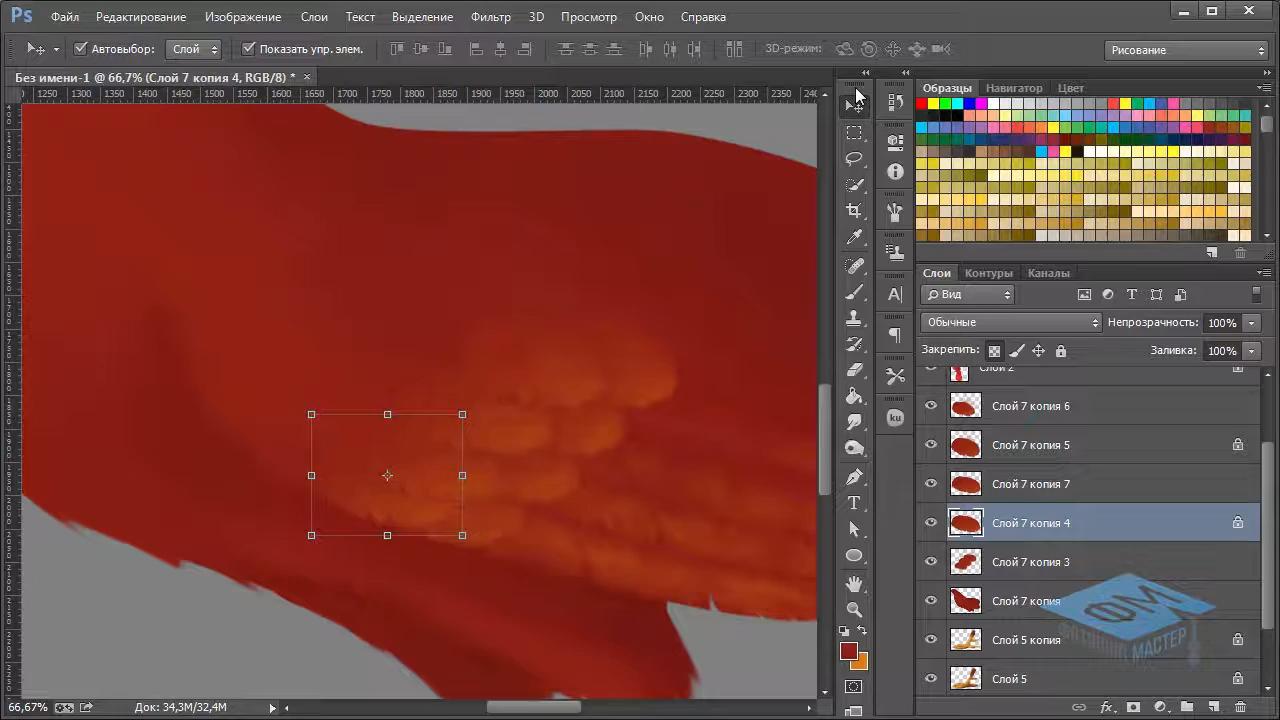 Ps Файл Редактирование Изображение Слои Текст Выделение Фильтр 3D Просмотр Окно Справка
Автовыбор: Слой Показать упр. элем. 3D-режим: Рисование
Без имени-1 @ 66,7% (Слой 7 копия 4, RGB/8) * ×
1250 1300 1350 1400 1450 1500 1550 1600 1650 1700 1750 1800 1850 1900 1950 2000 2050 2100 2150 2200 2250 2300 2350
Образцы Навигатор Цвет
Слои Контуры Каналы
Вид
Обычные Непрозрачность: 100%
Закрепить: Заливка: 100%
Слой 2
Слой 7 копия 6
Слой 7 копия 5
Слой 7 копия 7
Слой 7 копия 4
Слой 7 копия 3
Слой 7 копия
Слой 5 копия
Слой 5
ku
ФМ
МАСТЕР
66,67% Док: 34,3M/32,4M